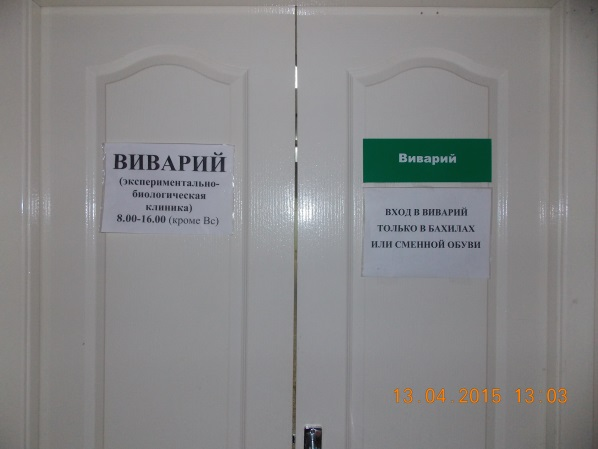 ВИВАРИЙ
(экспериментально-
биологическая
клиника)
8.00-16.00 (кроме Вс)
Виварий
ВХОД В ВИВАРИЙ
ТОЛЬКО В БАХИЛАХ
ИЛИ СМЕННОЙ ОБУВИ
13 04 2015 13:03